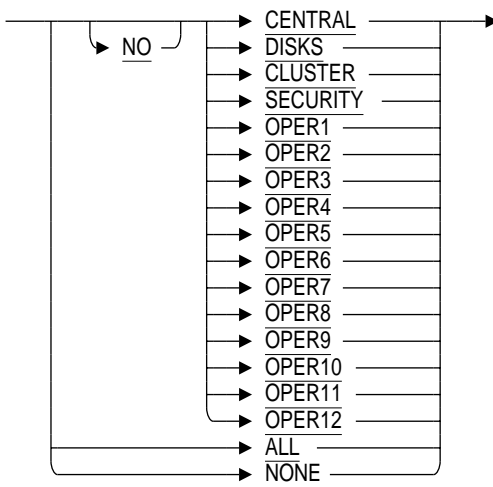 CENTRAL
NO
DISKS
CLUSTER
SECURITY
OPER1
OPER2
OPER3
OPER4
OPER5
OPER6
OPER7
OPER8
OPER9
OPER10
OPER11
OPER12
ALL
NONE